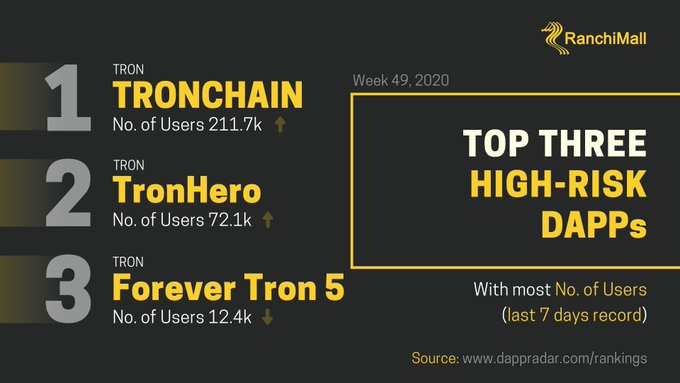 RanchiMall
1
TRON
TRONCHAIN
No. of Users 211.7k
2
TRON
TronHero
No. of Users 72.1k
3
TRON
Forever Tron 5
No. of Users 12.4k
Week 49, 2020
TOP THREE
HIGH-RISK
DAPPs
With most No. of Users
(last 7 days record)
Source: www.dappradar.com/rankings